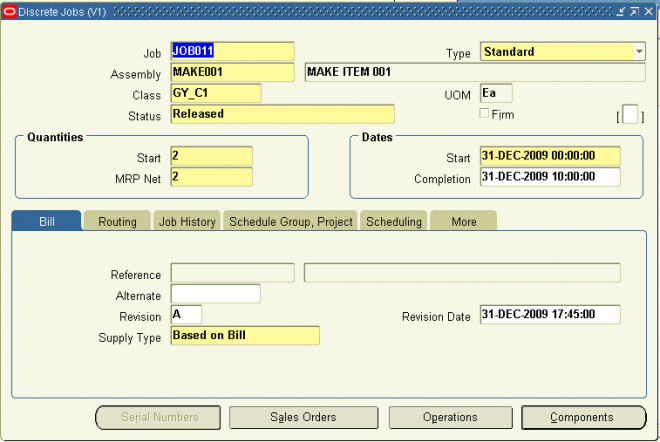 Discrete Jobs (V1)
Job JOB011 Type Standard
Assembly MAKE001 MAKE ITEM 001
Class GY_C1 UOM Ea
Status Released Firm [ ]
Quantities Dates
Start 2 Start 31-DEC-2009 00:00:00
MRP Net 2 Completion 31-DEC-2009 10:00:00
Bill Routing Job History Schedule Group, Project Scheduling More
Reference
Alternate
Revision A Revision Date 31-DEC-2009 17:45:00
Supply Type Based on Bill
Serial Numbers Sales Orders Operations Components